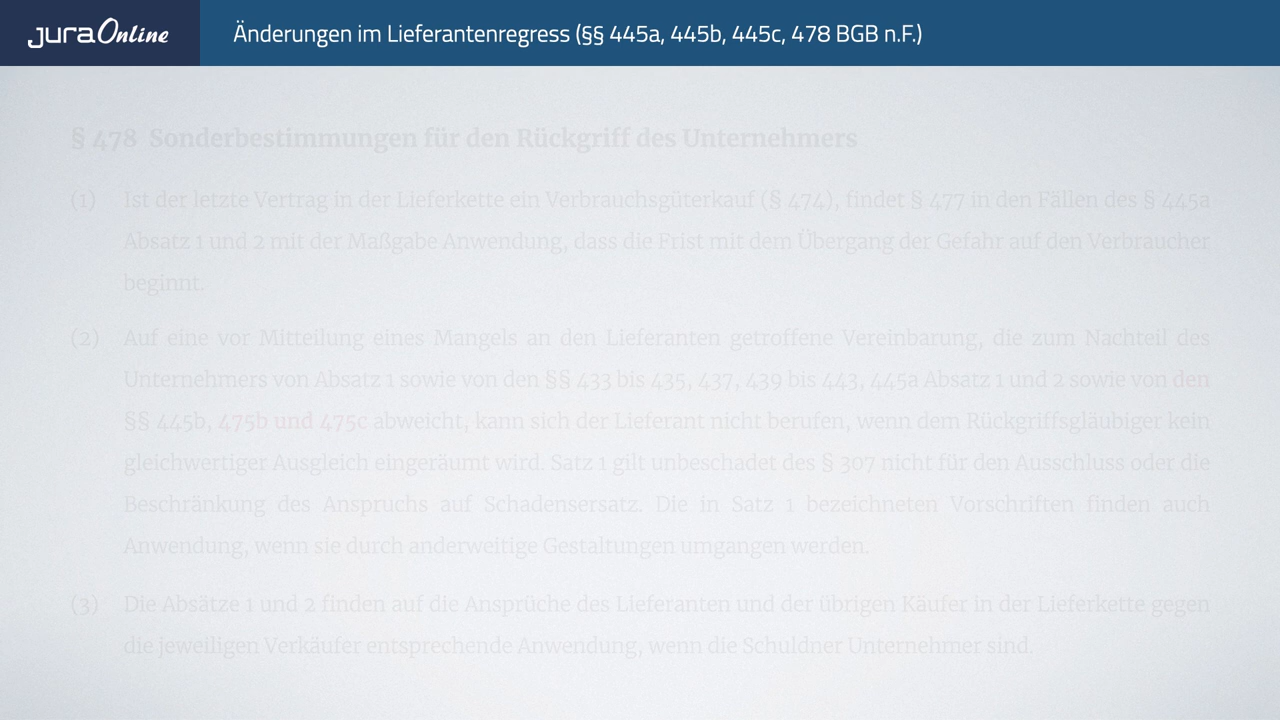 juraOnline
Änderungen im Lieferantenregress (§§ 445a, 445b, 445c, 478 BGB n.F.)
§ 478 Sonderbestimmungen für den Rückgriff des Unternehmers
(1) Ist der letzte Vertrag in der Lieferkette ein Verbrauchsgüterkauf (§ 474), findet § 477 in den Fällen des § 445a
Absatz 1 und 2 mit der Maßgabe Anwendung, dass die Frist mit dem Übergang der Gefahr auf den Verbraucher
beginnt.
(2) Auf eine vor Mitteilung eines Mangels an den Lieferanten getroffene Vereinbarung, die zum Nachteil des
Unternehmers von Absatz 1 sowie von den §§ 433 bis 435, 437, 439 bis 443, 445a Absatz 1 und 2 sowie von den
§§ 445b, 475b und 475c abweicht, kann sich der Lieferant nicht berufen, wenn dem Rückgriffsgläubiger kein
gleichwertiger Ausgleich eingeräumt wird. Satz 1 gilt unbeschadet des § 307 nicht für den Ausschluss oder die
Beschränkung des Anspruchs auf Schadensersatz. Die in Satz 1 bezeichneten Vorschriften finden auch
Anwendung, wenn sie durch anderweitige Gestaltungen umgangen werden.
(3) Die Absätze 1 und 2 finden auf die Ansprüche des Lieferanten und der übrigen Käufer in der Lieferkette gegen
die jeweiligen Verkäufer entsprechende Anwendung, wenn die Schuldner Unternehmer sind.